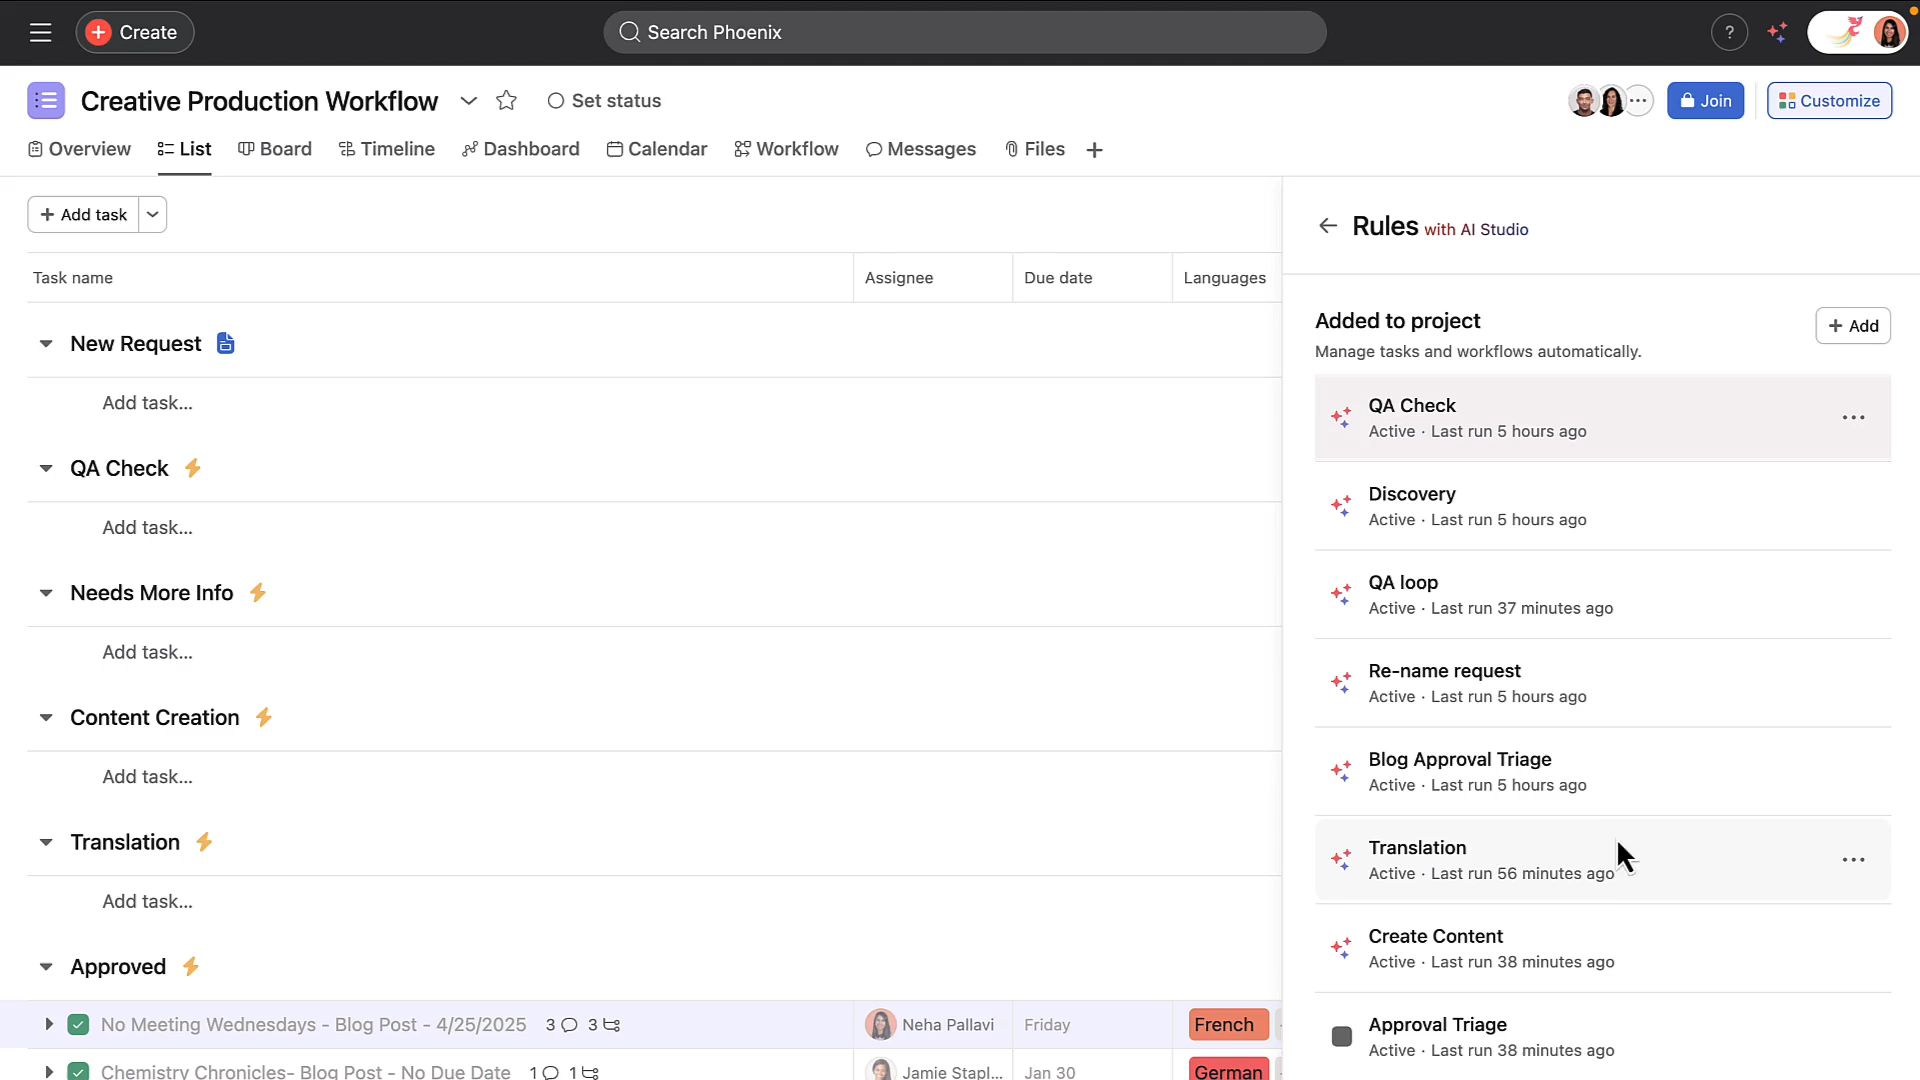 Create
Search Phoenix
?
Creative Production Workflow
Set status
Join
Customize
Overview
List
Board
Timeline
Dashboard
Calendar
Workflow
Messages
Files
+
+ Add task
Task name
Assignee
Due date
Languages
New Request
Add task...
QA Check
Add task...
Needs More Info
Add task...
Content Creation
Add task...
Translation
Add task...
Approved
No Meeting Wednesdays - Blog Post - 4/25/2025 3 3 Neha Pallavi Friday French
Chemistry Chronicles- Blog Post - No Due Date 1 1 Jamie Stapl... Jan 30 German
Rules with AI Studio
Added to project
+ Add
Manage tasks and workflows automatically.
QA Check
Active · Last run 5 hours ago
Discovery
Active · Last run 5 hours ago
QA loop
Active · Last run 37 minutes ago
Re-name request
Active · Last run 5 hours ago
Blog Approval Triage
Active · Last run 5 hours ago
Translation
Active · Last run 56 minutes ago
Create Content
Active · Last run 38 minutes ago
Approval Triage
Active · Last run 38 minutes ago